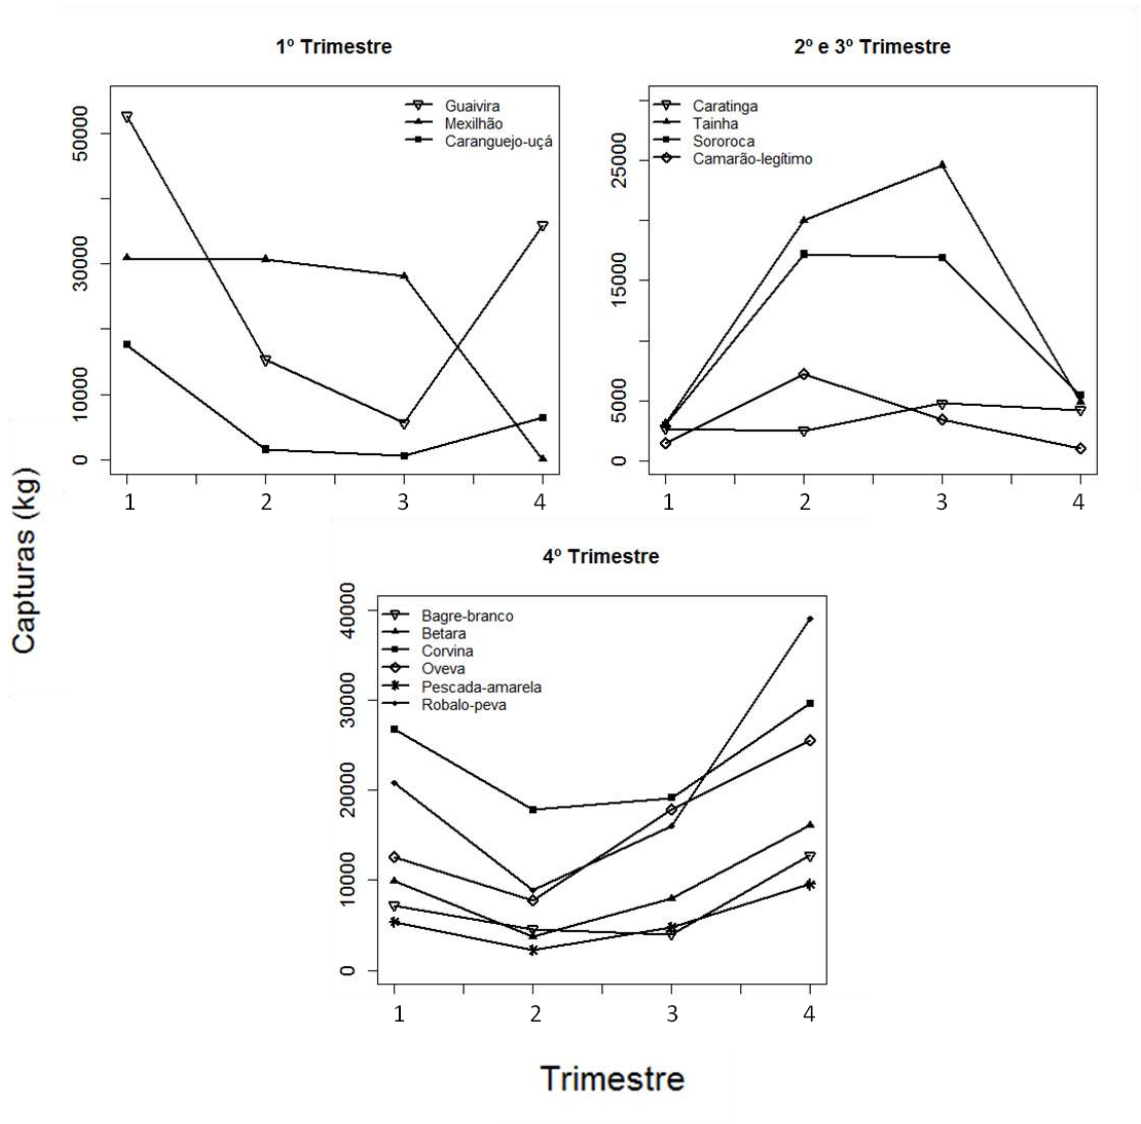 1º Trimestre
Guaivira
Mexilhão
Caranguejo-uçá
50000
30000
10000
0
1 2 3 4
2º e 3º Trimestre
Caratinga
Tainha
Sororoca
Camarão-legítimo
25000
15000
5000
0
1 2 3 4
Capturas (kg)
4º Trimestre
Bagre-branco
Betara
Corvina
Oveva
Pescada-amarela
Robalo-peva
40000
30000
20000
10000
0
1 2 3 4
Trimestre